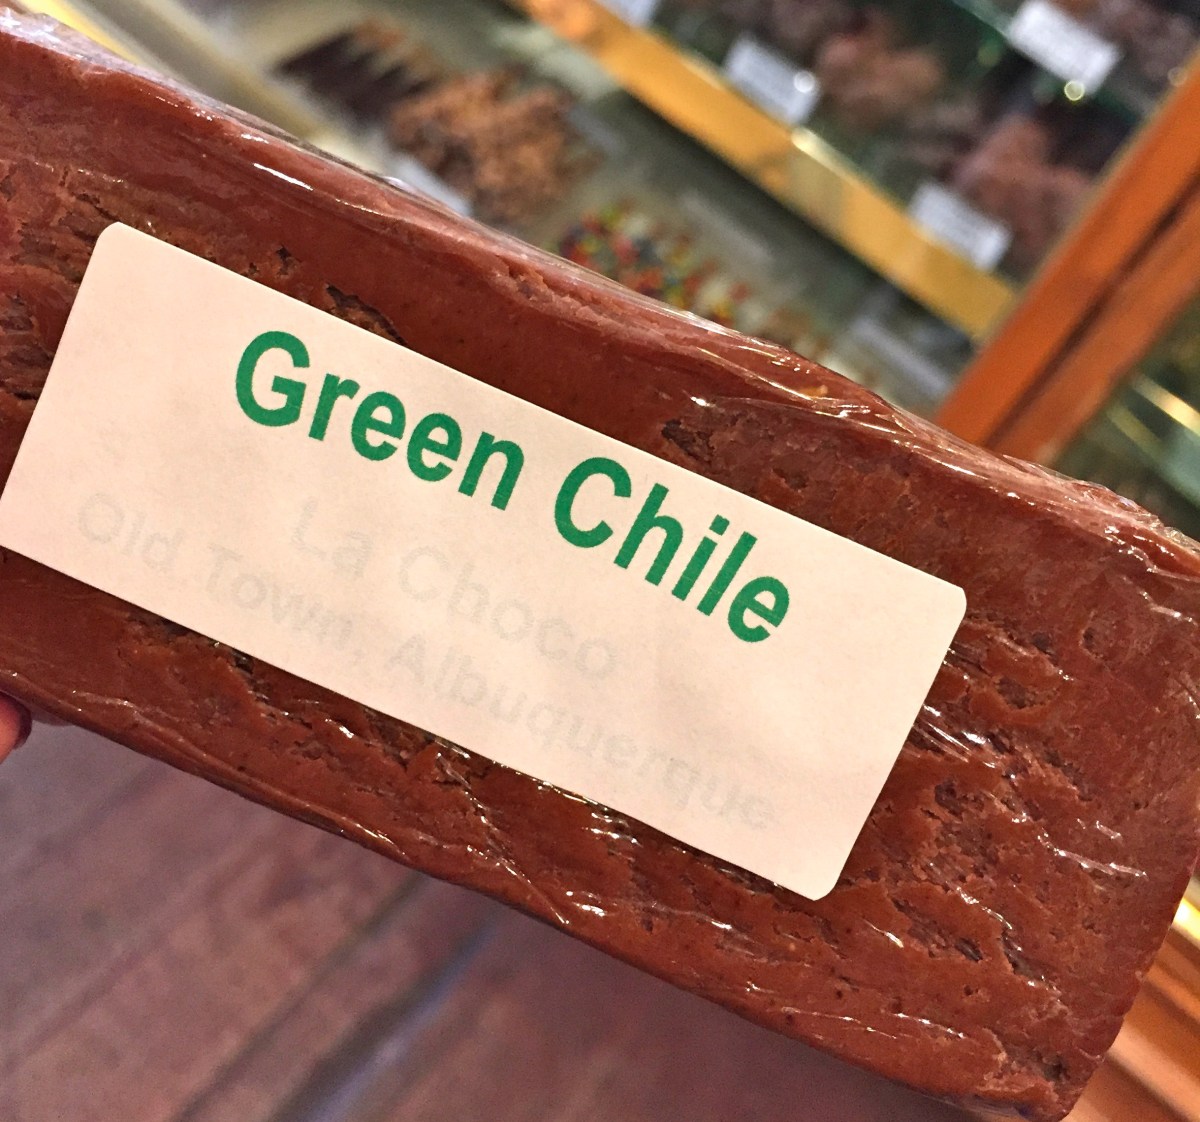 Green Chile
La Choco
Old Town, Albuquerque